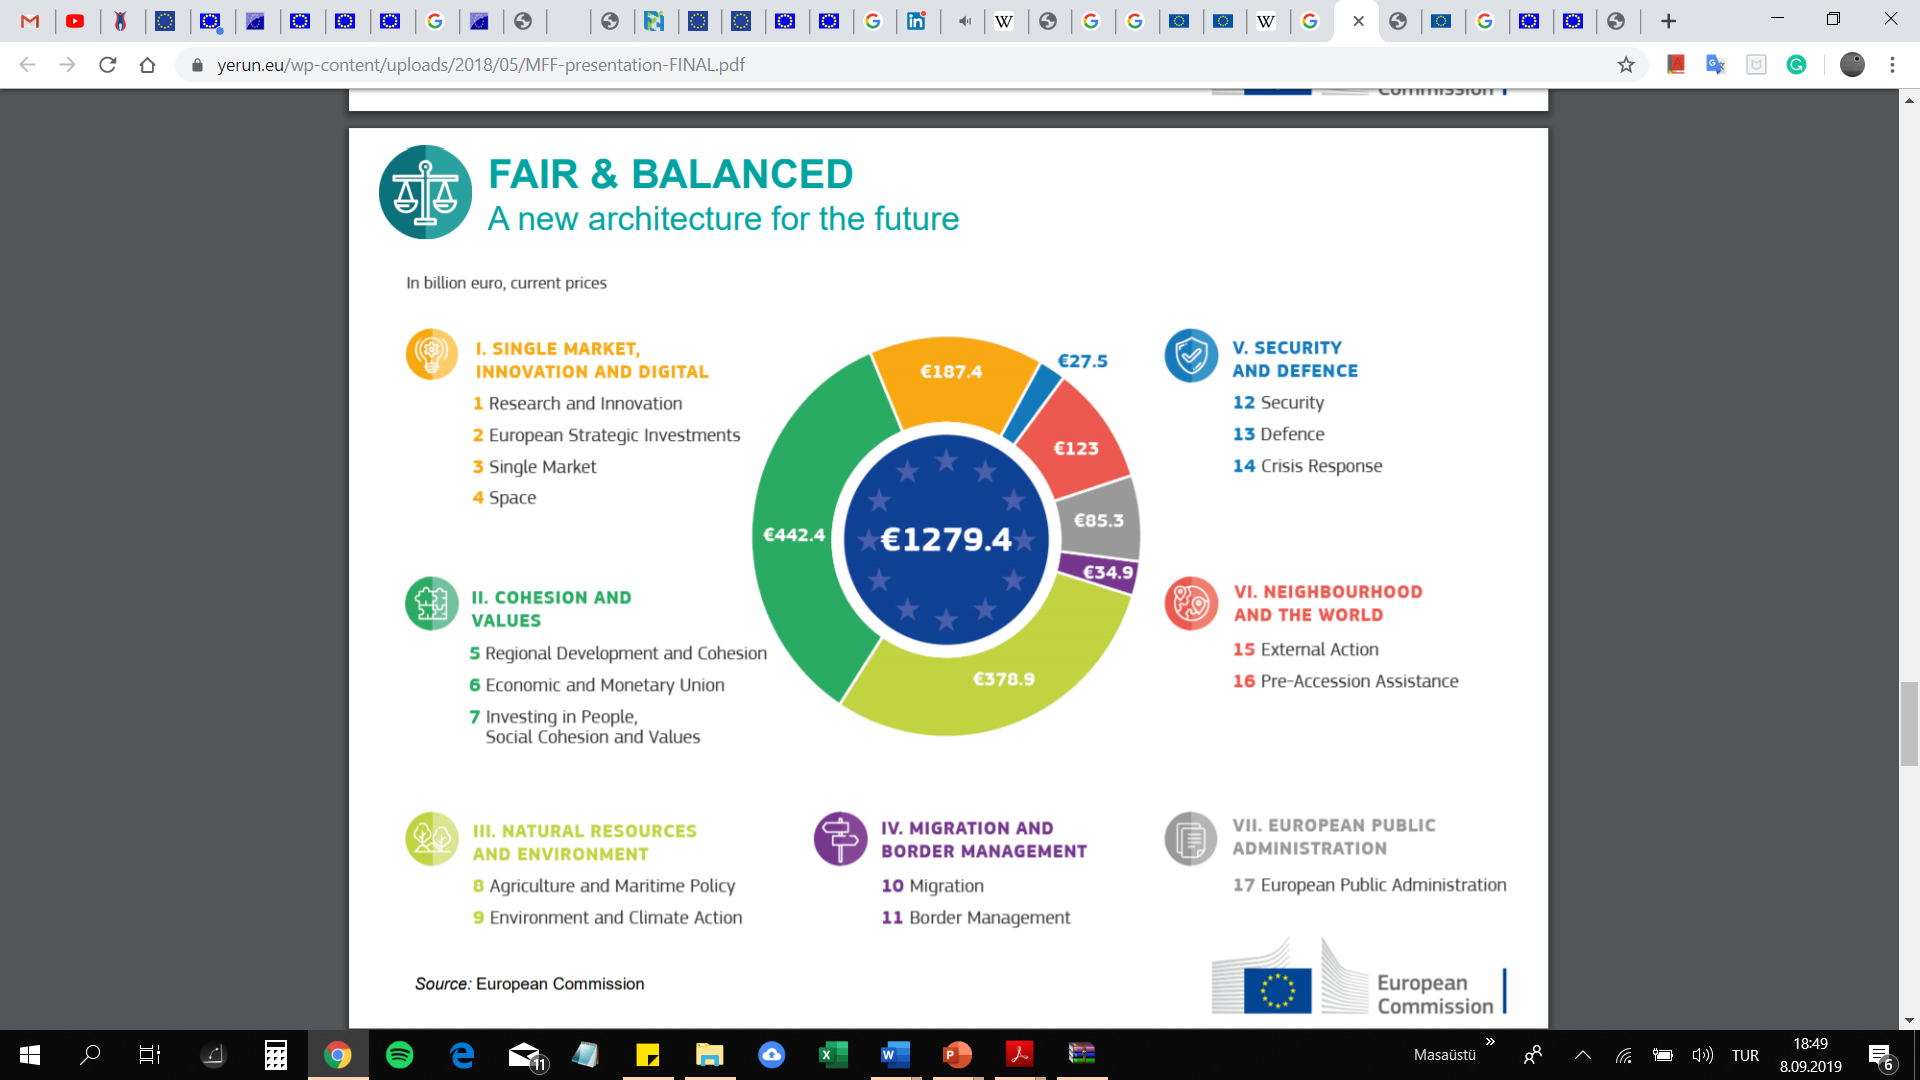 yerun.eu/wp-content/uploads/2018/05/MFF-presentation-FINAL.pdf
Commission
FAIR & BALANCED
A new architecture for the future
In billion euro, current prices
I. SINGLE MARKET,
INNOVATION AND DIGITAL
1 Research and Innovation
2 European Strategic Investments
3 Single Market
4 Space
II. COHESION AND
VALUES
5 Regional Development and Cohesion
6 Economic and Monetary Union
7 Investing in People,
Social Cohesion and Values
III. NATURAL RESOURCES
AND ENVIRONMENT
8 Agriculture and Maritime Policy
9 Environment and Climate Action
€187.4
€27.5
€123
€85.3
€34.9
€378.9
€442.4
€1279.4
IV. MIGRATION AND
BORDER MANAGEMENT
10 Migration
11 Border Management
V. SECURITY
AND DEFENCE
12 Security
13 Defence
14 Crisis Response
VI. NEIGHBOURHOOD
AND THE WORLD
15 External Action
16 Pre-Accession Assistance
VII. EUROPEAN PUBLIC
ADMINISTRATION
17 European Public Administration
Source: European Commission
European
Commission
11
Masaüstü
TUR
18:49
8.09.2019
6